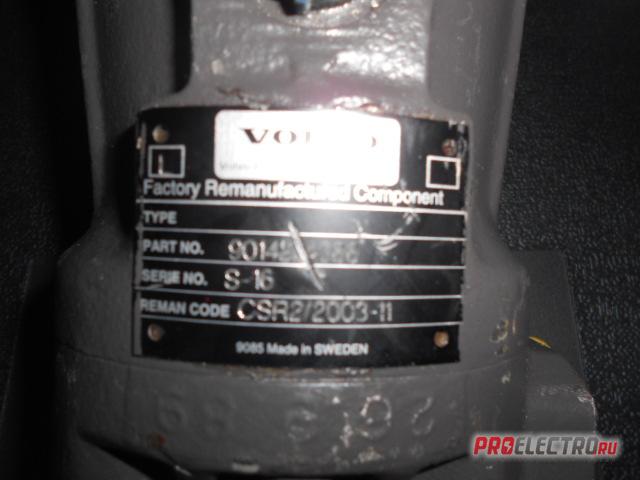 VOLVO
Factory Remanufactured Component
TYPE
PART NO.
SERIE NO. S-16
REMAN CODE CSR2/2003-11
9085 Made in SWEDEN
PROELECTRO.RU